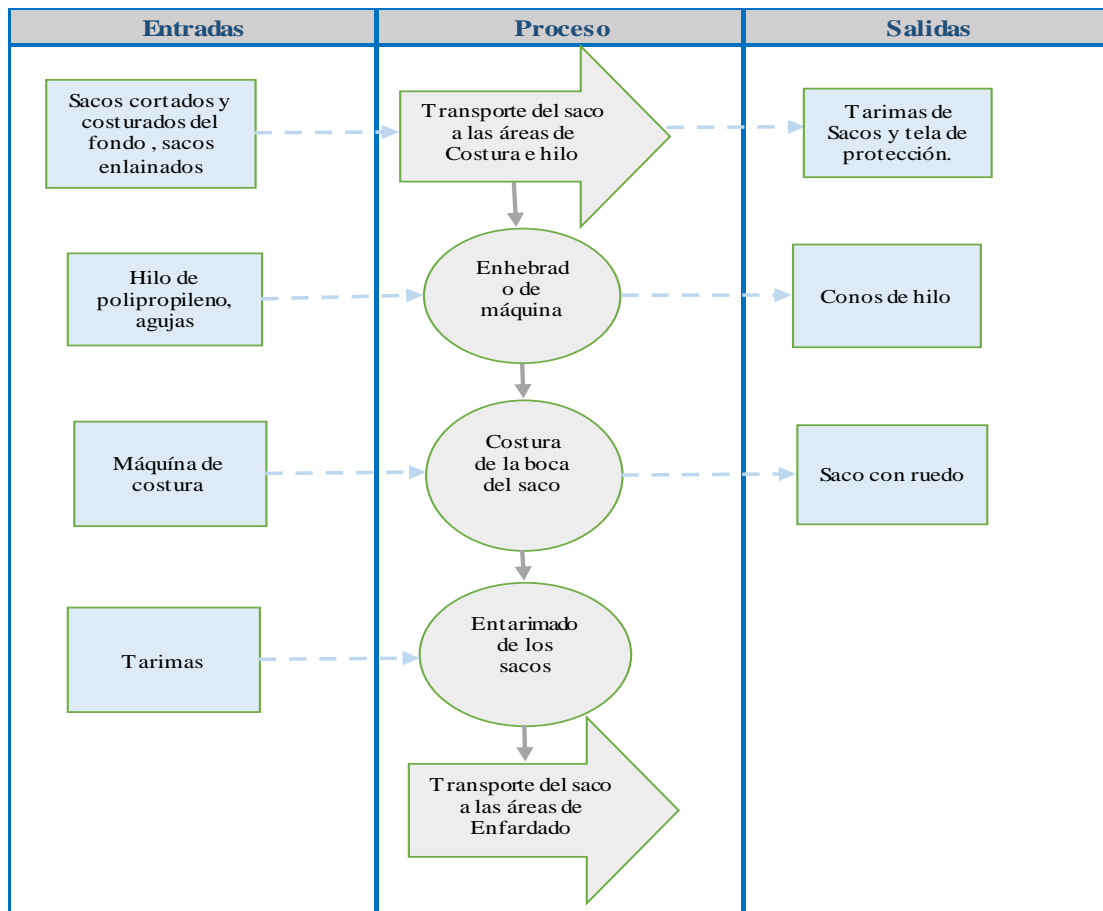 Entradas
Proceso
Salidas
Sacos cortados y
costurados del
fondo , sacos
enlainados
Transporte del saco
a las áreas de
Costura e hilo
Tarimas de
Sacos y tela de
protección.
Hilo de
polipropileno,
agujas
Enhebrad
o de
máquina
Conos de hilo
Máquína de
costura
Costura
de la boca
del saco
Saco con ruedo
Tarimas
Entarimado
de los
sacos
Transporte del saco
a las áreas de
Enfardado